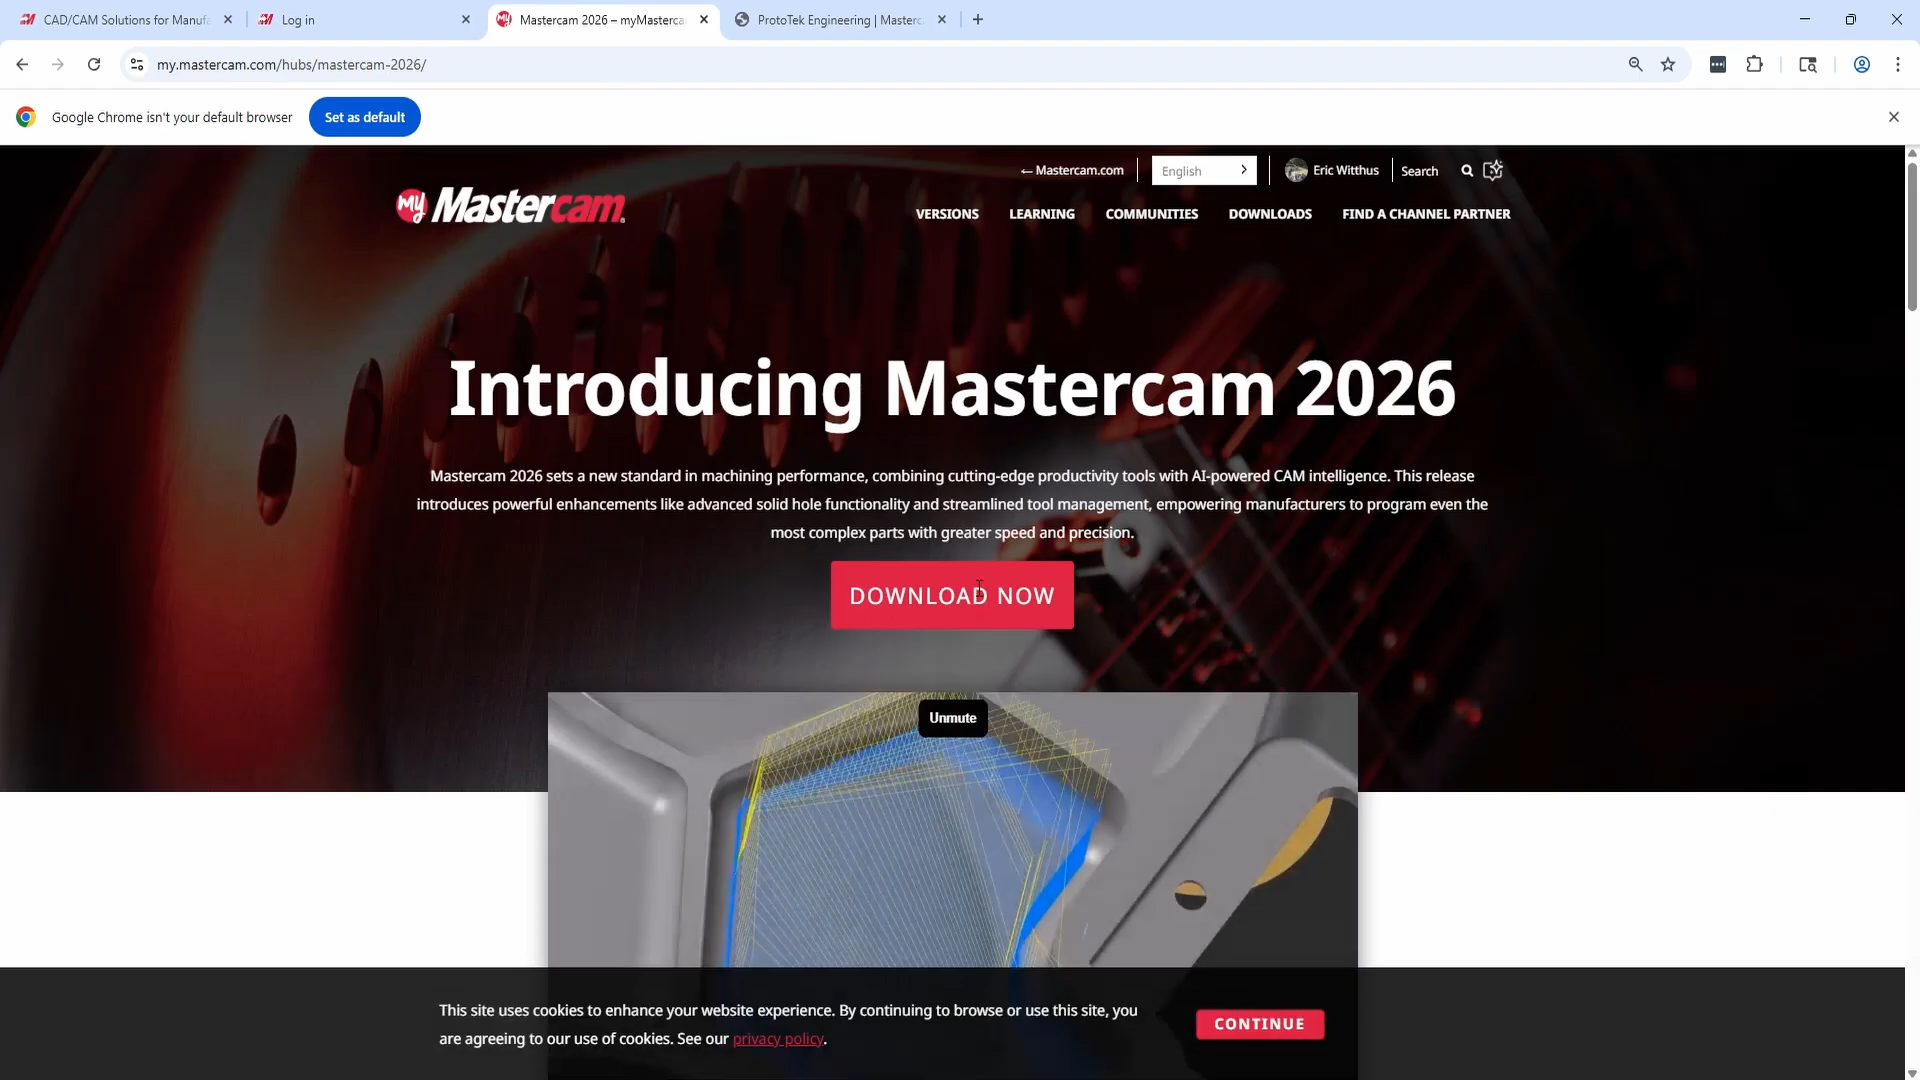 CAD/CAM Solutions for Manufa
Log in
Mastercam 2026 – myMasterca
ProtoTek Engineering | Masterc
my.mastercam.com/hubs/mastercam-2026/
Google Chrome isn't your default browser
Set as default
← Mastercam.com
English
Eric Witthus
Search
my Mastercam
VERSIONS
LEARNING
COMMUNITIES
DOWNLOADS
FIND A CHANNEL PARTNER
Introducing Mastercam 2026
Mastercam 2026 sets a new standard in machining performance, combining cutting-edge productivity tools with AI-powered CAM intelligence. This release
introduces powerful enhancements like advanced solid hole functionality and streamlined tool management, empowering manufacturers to program even the
most complex parts with greater speed and precision.
DOWNLOAD NOW
Unmute
This site uses cookies to enhance your website experience. By continuing to browse or use this site, you
are agreeing to our use of cookies. See our privacy policy.
CONTINUE